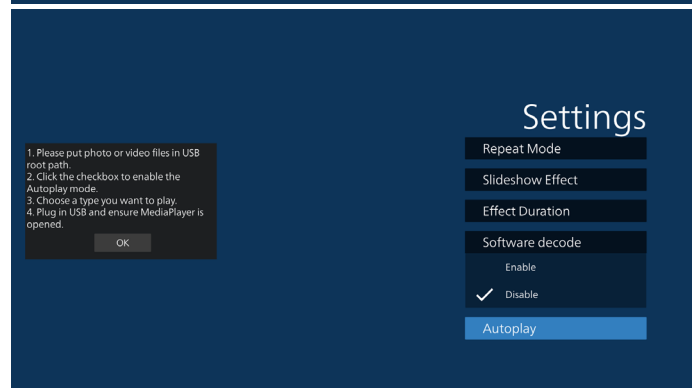 Settings
1. Please put photo or video files in USB
root path.
2. Click the checkbox to enable the
Autoplay mode.
3. Choose a type you want to play.
4. Plug in USB and ensure MediaPlayer is
opened.
OK
Repeat Mode
Slideshow Effect
Effect Duration
Software decode
Enable
Disable
Autoplay